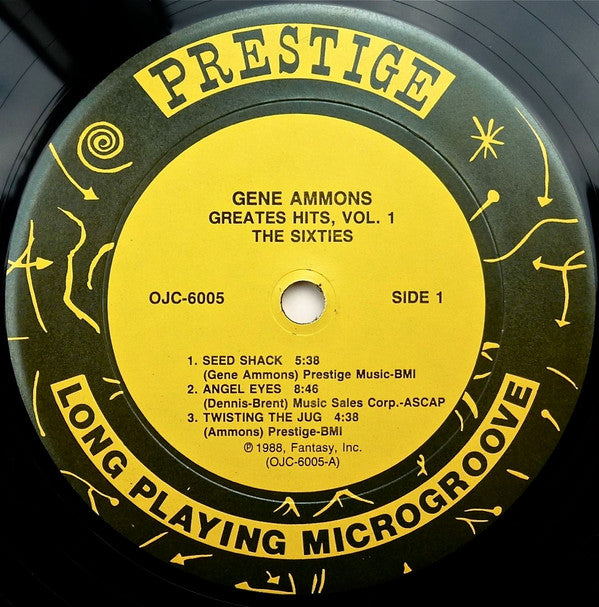 PRESTIGE
GENE AMMONS
GREATES HITS, VOL. 1
THE SIXTIES
OJC-6005
SIDE 1
1. SEED SHACK 5:38
(Gene Ammons) Prestige Music-BMI
2. ANGEL EYES 8:46
(Dennis-Brent) Music Sales Corp.-ASCAP
3. TWISTING THE JUG 4:38
(Ammons) Prestige-BMI
℗ 1988, Fantasy, Inc.
(OJC-6005-A)
LONG PLAYING MICROGROOVE